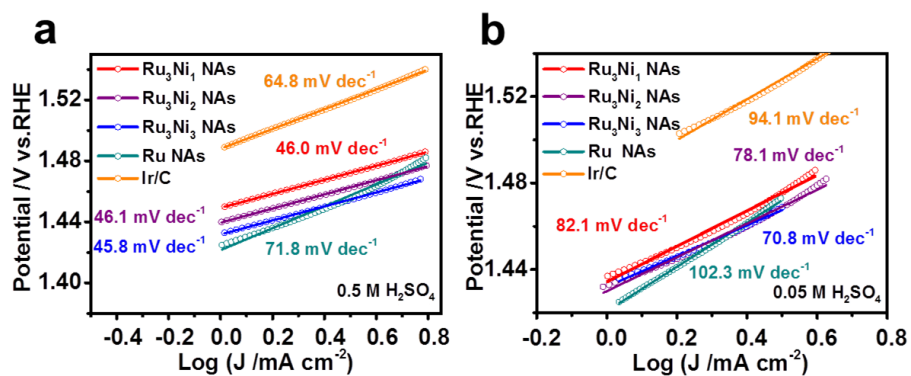 a
Potential /V vs.RHE
1.52
1.48
1.44
1.40
Ru₃Ni₁ NAs
Ru₃Ni₂ NAs
Ru₃Ni₃ NAs
Ru NAs
Ir/C
64.8 mV dec⁻¹
46.0 mV dec⁻¹
46.1 mV dec⁻¹
45.8 mV dec⁻¹
71.8 mV dec⁻¹
0.5 M H₂SO₄
-0.4 -0.2 0.0 0.2 0.4 0.6 0.8 1.0
Log (J /mA cm⁻²)
b
Potential /V vs.RHE
1.52
1.48
1.44
Ru₃Ni₁ NAs
Ru₃Ni₂ NAs
Ru₃Ni₃ NAs
Ru NAs
Ir/C
94.1 mV dec⁻¹
78.1 mV dec⁻¹
82.1 mV dec⁻¹
70.8 mV dec⁻¹
102.3 mV dec⁻¹
0.05 M H₂SO₄
-0.2 0.0 0.2 0.4 0.6 0.8 1.0
Log (J /mA cm⁻²)